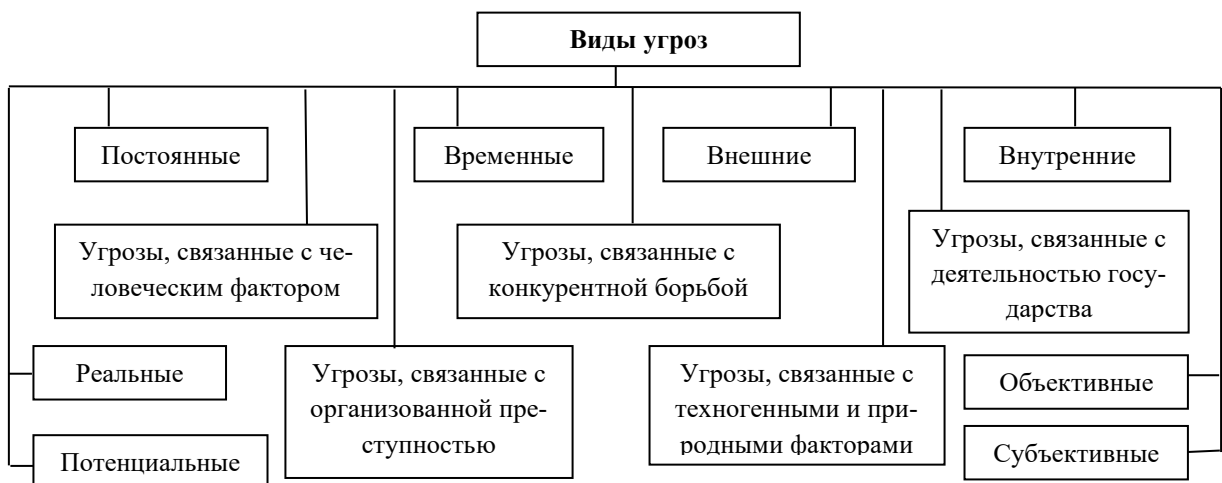 Виды угроз
Постоянные
Временные
Внешние
Внутренние
Угрозы, связанные с че-
ловеческим фактором
Угрозы, связанные с
конкурентной борьбой
Угрозы, связанные с
деятельностью госу-
дарства
Реальные
Угрозы, связанные с
организованной пре-
ступностью
Угрозы, связанные с
техногенными и при-
родными факторами
Объективные
Потенциальные
Субъективные